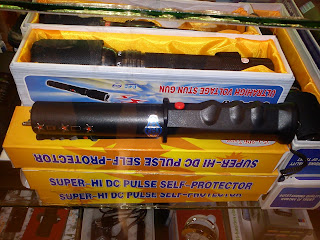 ULTRAHIGH VOLTAGE STUN GUN
SUPER-HI DC PULSE SELF-PROTECTOR
SUPER-HI DC PULSE SELF-PROTECTOR
SUPER-HI DC PULSE SELF-PROTECTOR